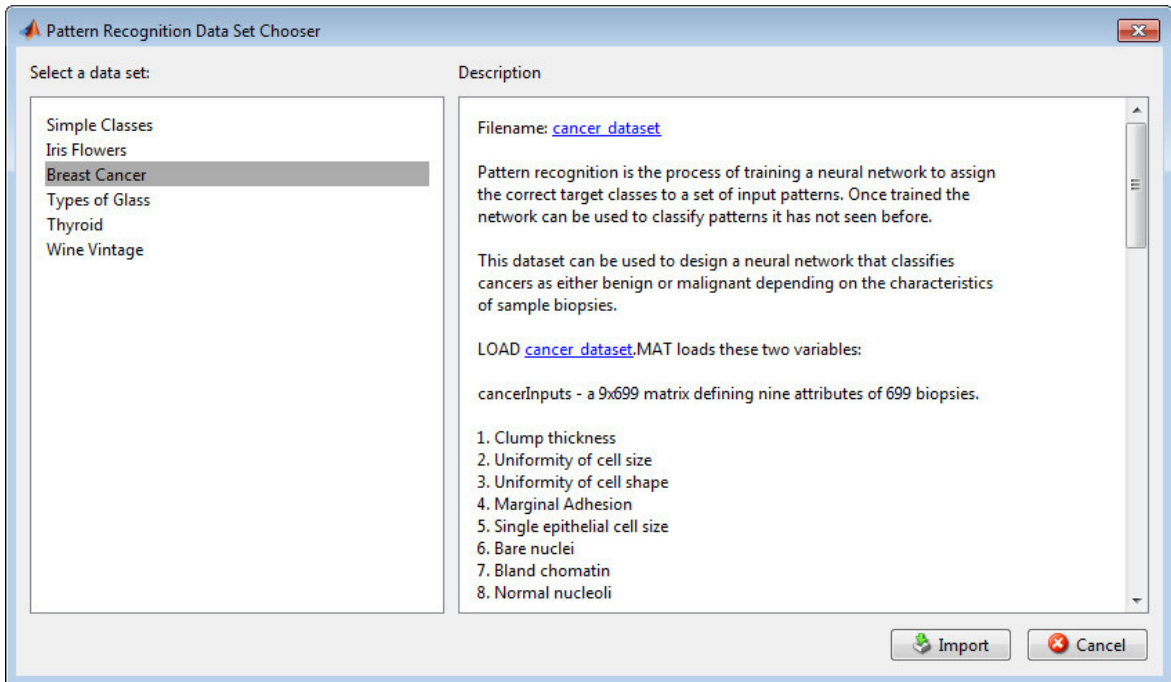 Pattern Recognition Data Set Chooser
Select a data set:
Simple Classes
Iris Flowers
Breast Cancer
Types of Glass
Thyroid
Wine Vintage
Description
Filename: cancer_dataset
Pattern recognition is the process of training a neural network to assign
the correct target classes to a set of input patterns. Once trained the
network can be used to classify patterns it has not seen before.
This dataset can be used to design a neural network that classifies
cancers as either benign or malignant depending on the characteristics
of sample biopsies.
LOAD cancer_dataset.MAT loads these two variables:
cancerInputs - a 9x699 matrix defining nine attributes of 699 biopsies.
1. Clump thickness
2. Uniformity of cell size
3. Uniformity of cell shape
4. Marginal Adhesion
5. Single epithelial cell size
6. Bare nuclei
7. Bland chomatin
8. Normal nucleoli
Import
Cancel